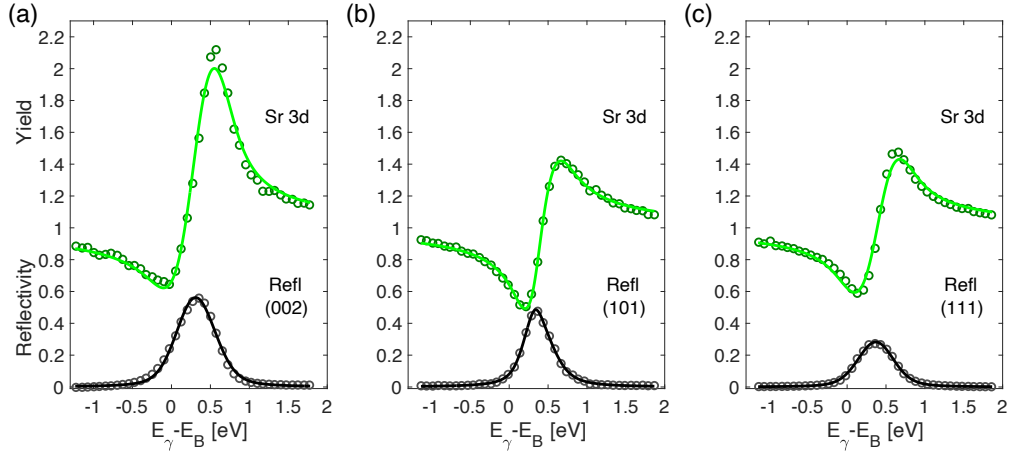 (a)
2.2
2
1.8
1.6
1.4
1.2
1
0.8
0.6
0.4
0.2
0
Yield
Reflectivity
Sr 3d
Refl
(002)
-1 -0.5 0 0.5 1 1.5 2
E_γ-E_B [eV]
(b)
2.2
2
1.8
1.6
1.4
1.2
1
0.8
0.6
0.4
0.2
0
Sr 3d
Refl
(101)
-1 -0.5 0 0.5 1 1.5 2
E_γ-E_B [eV]
(c)
2.2
2
1.8
1.6
1.4
1.2
1
0.8
0.6
0.4
0.2
0
Sr 3d
Refl
(111)
-1 -0.5 0 0.5 1 1.5 2
E_γ-E_B [eV]